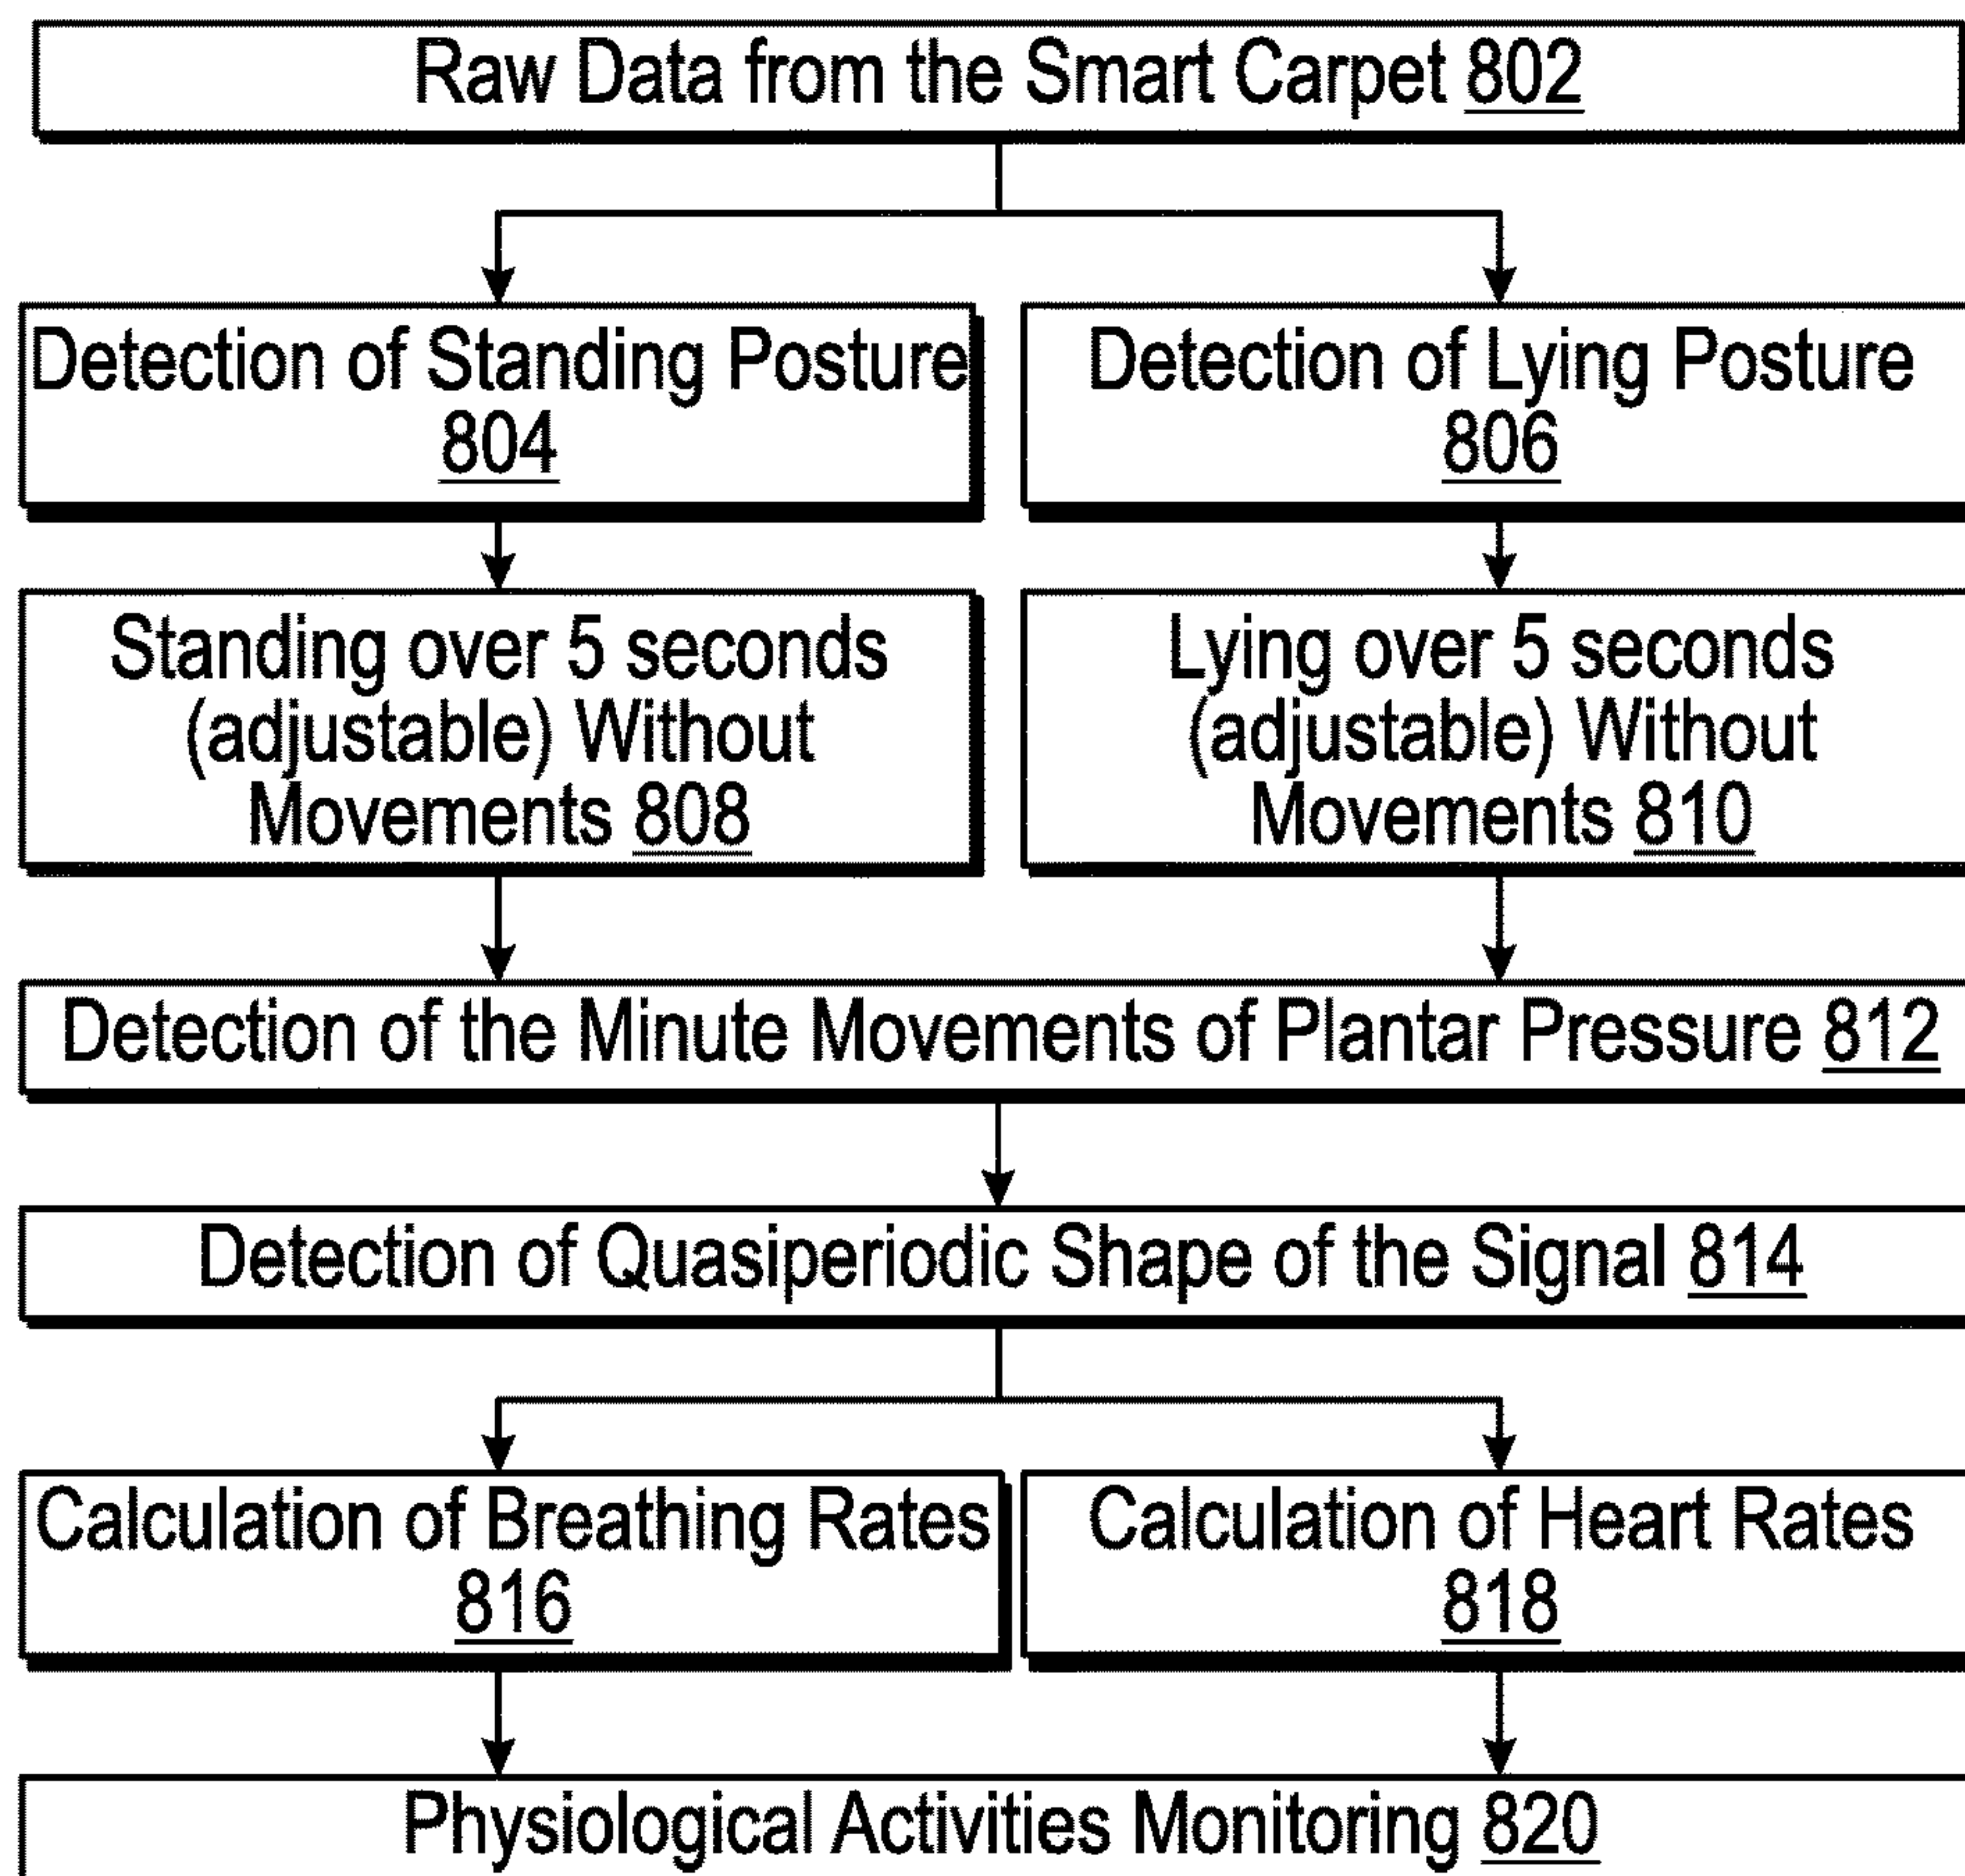 Raw Data from the Smart Carpet 802
Detection of Standing Posture
804
Detection of Lying Posture
806
Standing over 5 seconds
(adjustable) Without
Movements 808
Lying over 5 seconds
(adjustable) Without
Movements 810
Detection of the Minute Movements of Plantar Pressure 812
Detection of Quasiperiodic Shape of the Signal 814
Calculation of Breathing Rates
816
Calculation of Heart Rates
818
Physiological Activities Monitoring 820